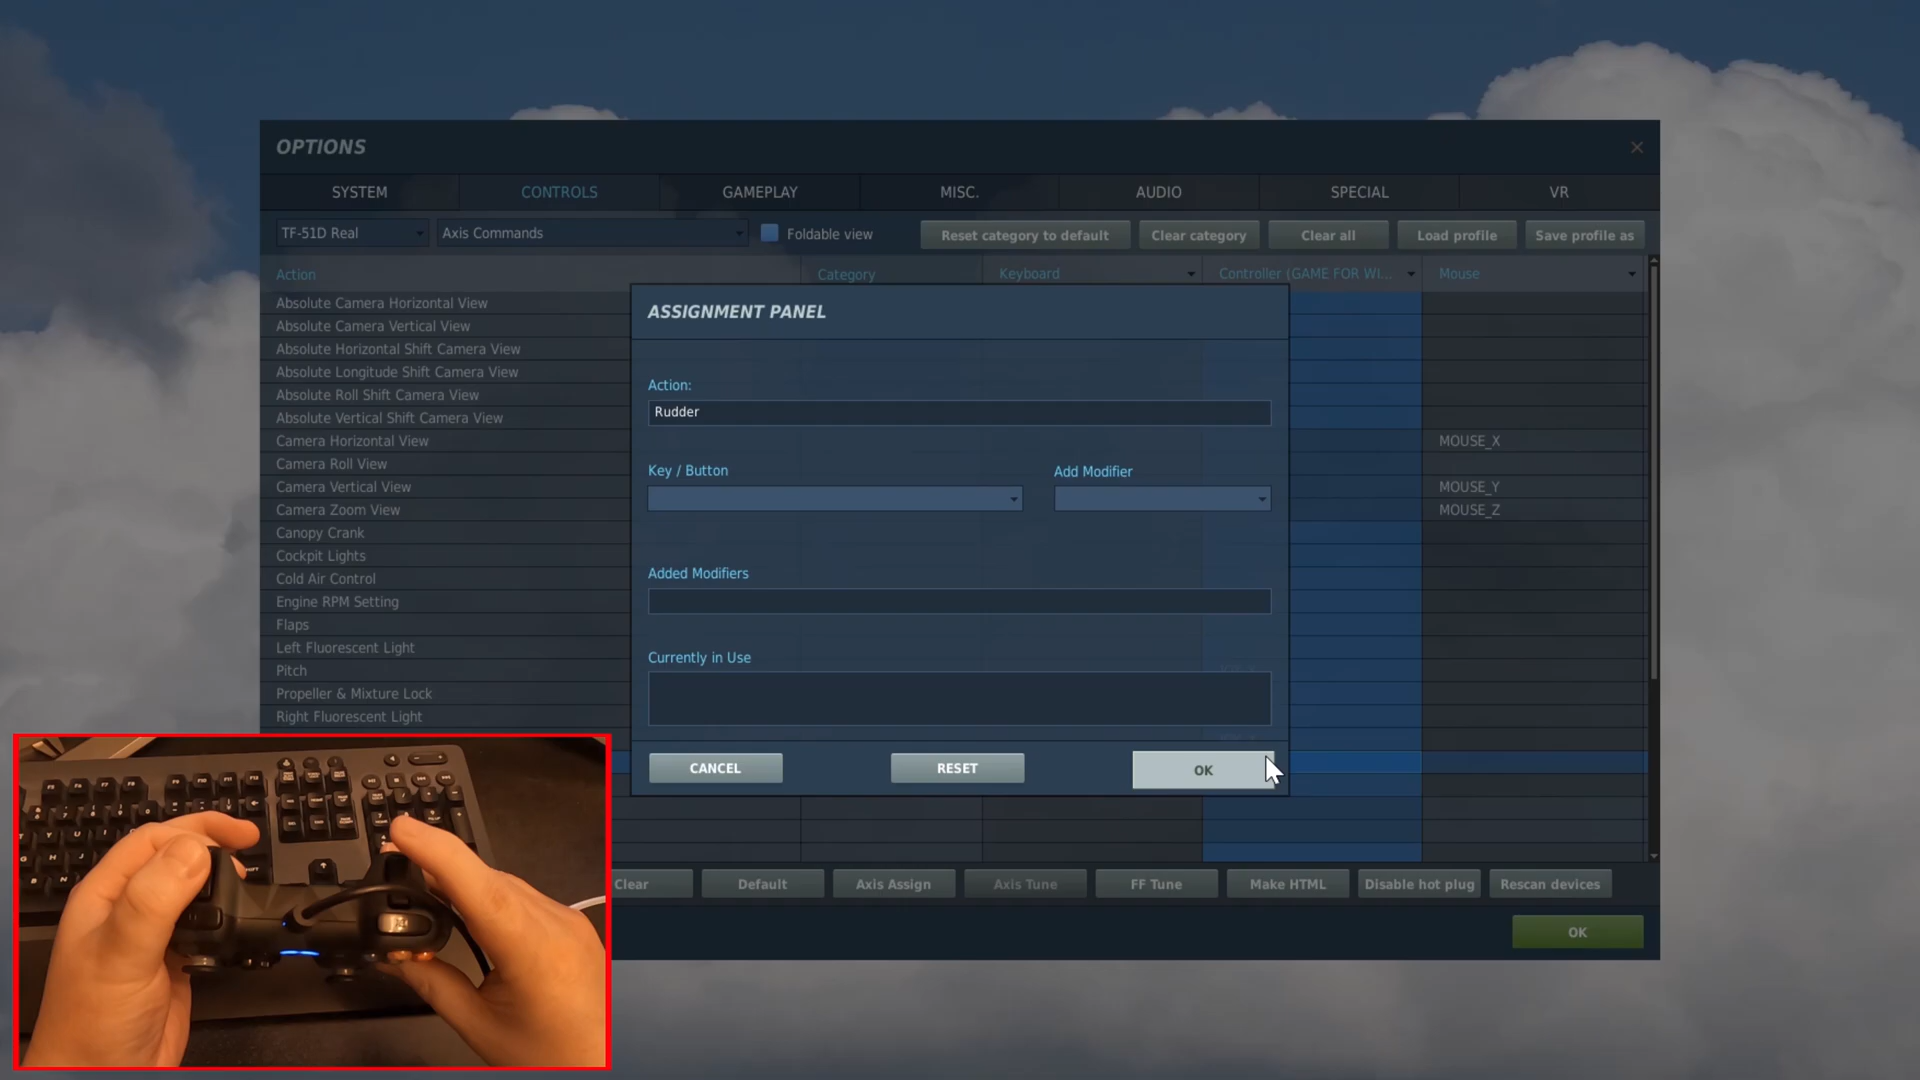 OPTIONS
SYSTEM
CONTROLS
GAMEPLAY
MISC.
AUDIO
SPECIAL
VR
TF-51D Real
Axis Commands
Foldable view
Reset category to default
Clear category
Clear all
Load profile
Save profile as
Action
Category
Keyboard
Controller (GAME FOR WI...
Mouse
Absolute Camera Horizontal View
Absolute Camera Vertical View
Absolute Horizontal Shift Camera View
Absolute Longitude Shift Camera View
Absolute Roll Shift Camera View
Absolute Vertical Shift Camera View
Camera Horizontal View
MOUSE_X
Camera Roll View
Camera Vertical View
MOUSE_Y
Camera Zoom View
MOUSE_Z
Canopy Crank
Cockpit Lights
Cold Air Control
Engine RPM Setting
Flaps
Left Fluorescent Light
Pitch
Propeller & Mixture Lock
Right Fluorescent Light
ASSIGNMENT PANEL
Action:
Rudder
Key / Button
Add Modifier
Added Modifiers
Currently in Use
CANCEL
RESET
OK
Clear
Default
Axis Assign
Axis Tune
FF Tune
Make HTML
Disable hot plug
Rescan devices
OK